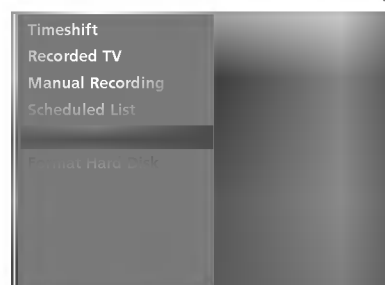 Timeshift
Recorded TV
Manual Recording
Scheduled List
Format Hard Disk